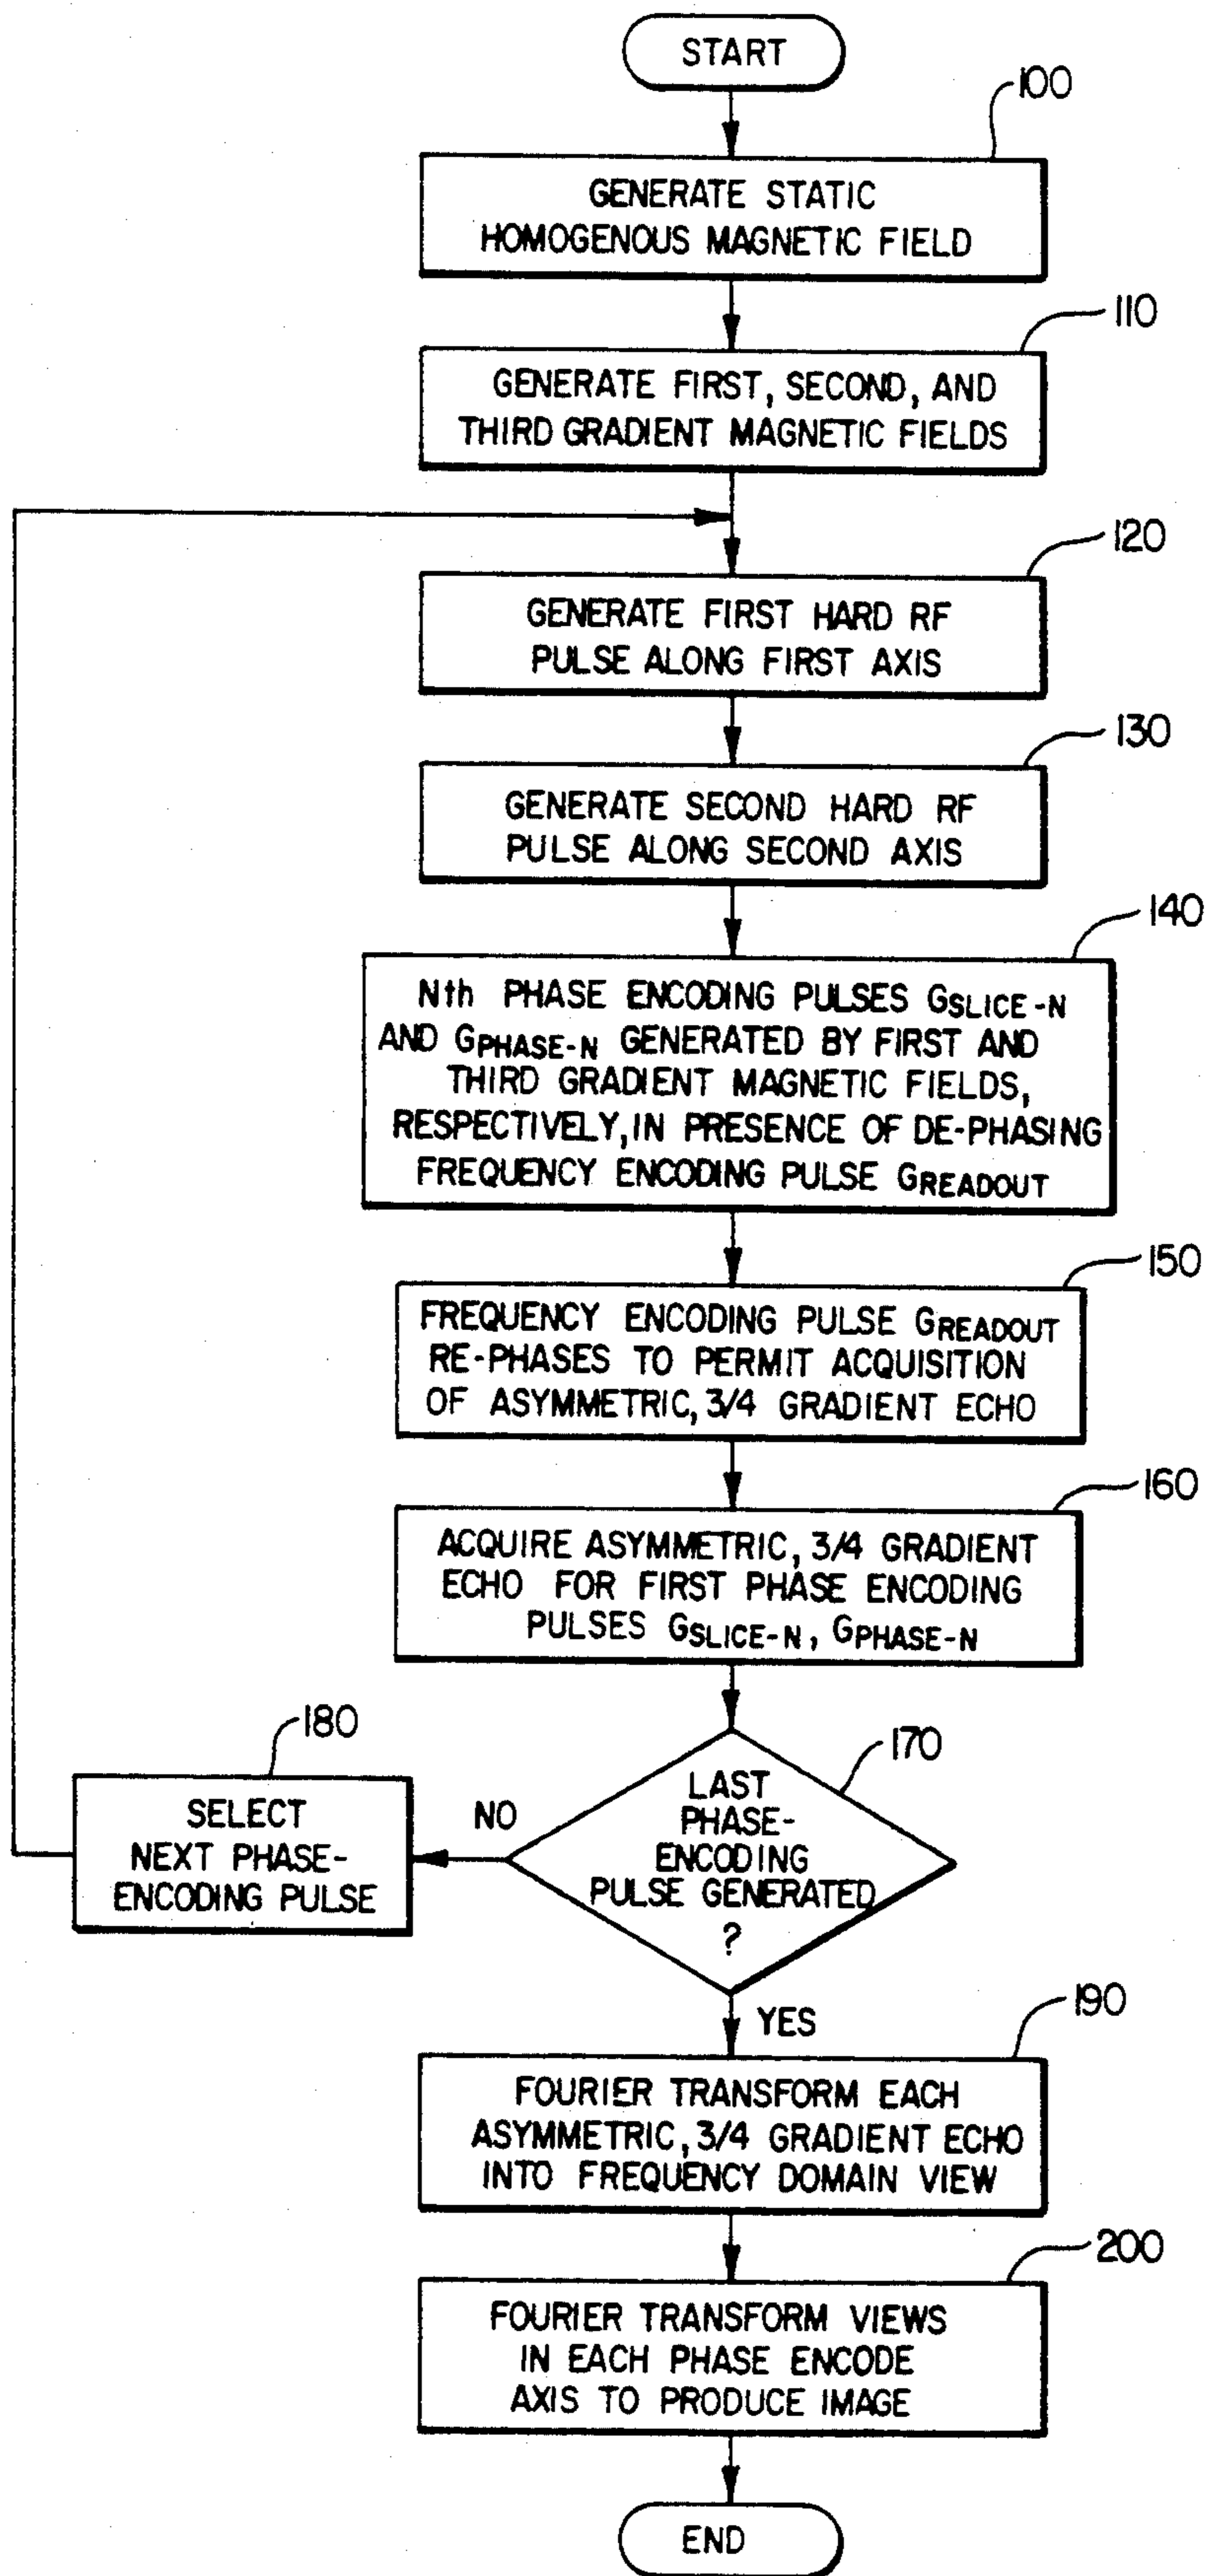 START
100
GENERATE STATIC
HOMOGENOUS MAGNETIC FIELD
110
GENERATE FIRST, SECOND, AND
THIRD GRADIENT MAGNETIC FIELDS
120
GENERATE FIRST HARD RF
PULSE ALONG FIRST AXIS
130
GENERATE SECOND HARD RF
PULSE ALONG SECOND AXIS
140
Nth PHASE ENCODING PULSES GSLICE-N
AND GPHASE-N GENERATED BY FIRST AND
THIRD GRADIENT MAGNETIC FIELDS,
RESPECTIVELY, IN PRESENCE OF DE-PHASING
FREQUENCY ENCODING PULSE GREADOUT
150
FREQUENCY ENCODING PULSE GREADOUT
RE-PHASES TO PERMIT ACQUISITION
OF ASYMMETRIC, 3/4 GRADIENT ECHO
160
ACQUIRE ASYMMETRIC, 3/4 GRADIENT
ECHO FOR FIRST PHASE ENCODING
PULSES GSLICE-N, GPHASE-N
170
LAST
PHASE-
ENCODING
PULSE GENERATED
?
NO
180
SELECT
NEXT PHASE-
ENCODING PULSE
YES
190
FOURIER TRANSFORM EACH
ASYMMETRIC, 3/4 GRADIENT ECHO
INTO FREQUENCY DOMAIN VIEW
200
FOURIER TRANSFORM VIEWS
IN EACH PHASE ENCODE
AXIS TO PRODUCE IMAGE
END